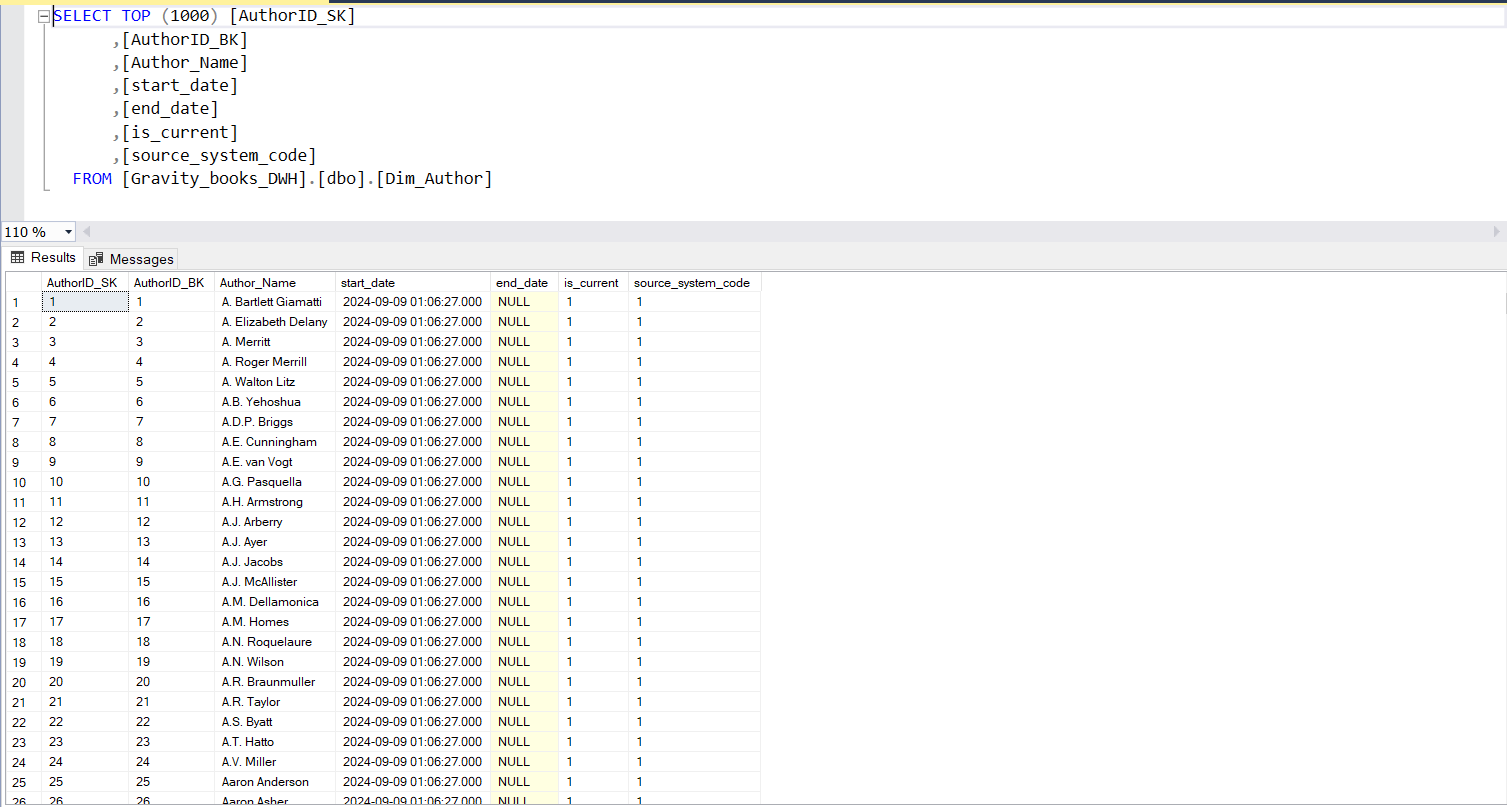 SELECT TOP (1000) [AuthorID_SK]
,[AuthorID_BK]
,[Author_Name]
,[start_date]
,[end_date]
,[is_current]
,[source_system_code]
FROM [Gravity_books_DWH].[dbo].[Dim_Author]
110 %
Results Messages
AuthorID_SK AuthorID_BK Author_Name start_date end_date is_current source_system_code
1 1 1 A. Bartlett Giamatti 2024-09-09 01:06:27.000 NULL 1 1
2 2 2 A. Elizabeth Delany 2024-09-09 01:06:27.000 NULL 1 1
3 3 3 A. Merritt 2024-09-09 01:06:27.000 NULL 1 1
4 4 4 A. Roger Merrill 2024-09-09 01:06:27.000 NULL 1 1
5 5 5 A. Walton Litz 2024-09-09 01:06:27.000 NULL 1 1
6 6 6 A.B. Yehoshua 2024-09-09 01:06:27.000 NULL 1 1
7 7 7 A.D.P. Briggs 2024-09-09 01:06:27.000 NULL 1 1
8 8 8 A.E. Cunningham 2024-09-09 01:06:27.000 NULL 1 1
9 9 9 A.E. van Vogt 2024-09-09 01:06:27.000 NULL 1 1
10 10 10 A.G. Pasquella 2024-09-09 01:06:27.000 NULL 1 1
11 11 11 A.H. Armstrong 2024-09-09 01:06:27.000 NULL 1 1
12 12 12 A.J. Arberry 2024-09-09 01:06:27.000 NULL 1 1
13 13 13 A.J. Ayer 2024-09-09 01:06:27.000 NULL 1 1
14 14 14 A.J. Jacobs 2024-09-09 01:06:27.000 NULL 1 1
15 15 15 A.J. McAllister 2024-09-09 01:06:27.000 NULL 1 1
16 16 16 A.M. Dellamonica 2024-09-09 01:06:27.000 NULL 1 1
17 17 17 A.M. Homes 2024-09-09 01:06:27.000 NULL 1 1
18 18 18 A.N. Roquelaure 2024-09-09 01:06:27.000 NULL 1 1
19 19 19 A.N. Wilson 2024-09-09 01:06:27.000 NULL 1 1
20 20 20 A.R. Braunmuller 2024-09-09 01:06:27.000 NULL 1 1
21 21 21 A.R. Taylor 2024-09-09 01:06:27.000 NULL 1 1
22 22 22 A.S. Byatt 2024-09-09 01:06:27.000 NULL 1 1
23 23 23 A.T. Hatto 2024-09-09 01:06:27.000 NULL 1 1
24 24 24 A.V. Miller 2024-09-09 01:06:27.000 NULL 1 1
25 25 25 Aaron Anderson 2024-09-09 01:06:27.000 NULL 1 1
26 26 26 Aaron Asher 2024-09-09 01:06:27.000 NULL 1 1